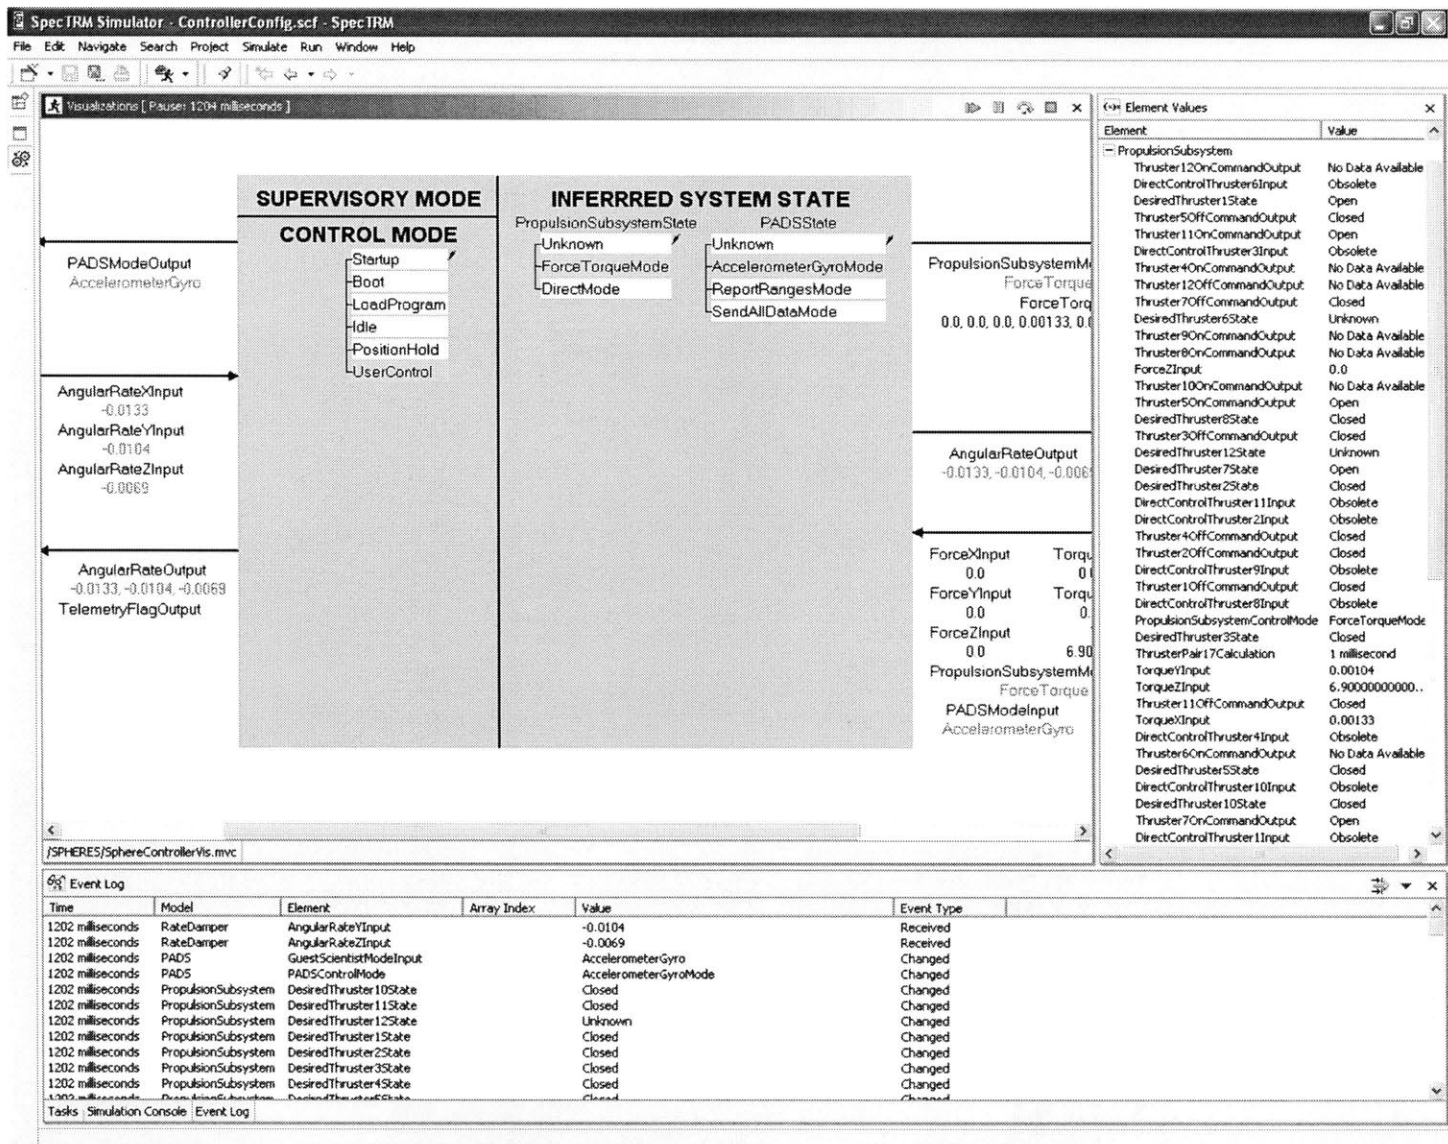 SpecTRM Simulator - ControllerConfig.scf - SpecTRM
File Edit Navigate Search Project Simulate Run Window Help
Visualizations [ Pause: 1204 milliseconds ]
SUPERVISORY MODE
CONTROL MODE
Startup
Boot
LoadProgram
Idle
PositionHold
UserControl
INFERRRED SYSTEM STATE
PropulsionSubsystemState PADSState
Unknown Unknown
ForceTorqueMode AccelerometerGyroMode
DirectMode ReportRangesMode
SendAllDataMode
PADSModeOutput
AccelerometerGyro
AngularRateXInput
-0.0133
AngularRateYInput
-0.0104
AngularRateZInput
-0.0069
AngularRateOutput
-0.0133, -0.0104, -0.0069
TelemetryFlagOutput
PropulsionSubsystemM
ForceTorque
ForceTorq
0.0, 0.0, 0.0, 0.00133, 0.
AngularRateOutput
-0.0133, -0.0104, -0.006
ForceXInput Torqu
0.0 0
ForceYInput Torqu
0.0 0.
ForceZInput
0.0 6.90
PropulsionSubsystemM
ForceTorque
PADSModeInput
AccelerometerGyro
/SPHERES/SphereControllerVis.mvc
Element Values
Element Value
PropulsionSubsystem
Thruster12OnCommandOutput No Data Available
DirectControlThruster6Input Obsolete
DesiredThruster1State Open
Thruster5OffCommandOutput Closed
Thruster11OnCommandOutput Open
DirectControlThruster3Input Obsolete
Thruster4OnCommandOutput No Data Available
Thruster12OffCommandOutput No Data Available
Thruster7OffCommandOutput Closed
DesiredThruster6State Unknown
Thruster9OnCommandOutput No Data Available
Thruster8OnCommandOutput No Data Available
ForceZInput 0.0
Thruster10OnCommandOutput No Data Available
Thruster5OnCommandOutput Open
DesiredThruster8State Closed
Thruster3OffCommandOutput Closed
DesiredThruster12State Unknown
DesiredThruster7State Open
DesiredThruster2State Closed
DirectControlThruster11Input Obsolete
DirectControlThruster2Input Obsolete
Thruster4OffCommandOutput Closed
Thruster2OffCommandOutput Closed
DirectControlThruster9Input Obsolete
Thruster1OffCommandOutput Closed
DirectControlThruster8Input Obsolete
PropulsionSubsystemControlMode ForceTorqueMode
DesiredThruster3State Closed
ThrusterPair17Calculation 1 millisecond
TorqueYInput 0.00104
TorqueZInput 6.90000000000..
Thruster11OffCommandOutput Closed
TorqueXInput 0.00133
DirectControlThruster4Input Obsolete
Thruster6OnCommandOutput No Data Available
DesiredThruster5State Closed
DirectControlThruster10Input Obsolete
DesiredThruster10State Closed
Thruster7OnCommandOutput Open
DirectControlThruster1Input Obsolete
Event Log
Time Model Element Array Index Value Event Type
1202 milliseconds RateDamper AngularRateYInput -0.0104 Received
1202 milliseconds RateDamper AngularRateZInput -0.0069 Received
1202 milliseconds PADS GuestScientistModeInput AccelerometerGyro Changed
1202 milliseconds PADS PADSControlMode AccelerometerGyroMode Changed
1202 milliseconds PropulsionSubsystem DesiredThruster10State Closed Changed
1202 milliseconds PropulsionSubsystem DesiredThruster11State Closed Changed
1202 milliseconds PropulsionSubsystem DesiredThruster12State Unknown Changed
1202 milliseconds PropulsionSubsystem DesiredThruster1State Closed Changed
1202 milliseconds PropulsionSubsystem DesiredThruster2State Closed Changed
1202 milliseconds PropulsionSubsystem DesiredThruster3State Closed Changed
1202 milliseconds PropulsionSubsystem DesiredThruster4State Closed Changed
Tasks Simulation Console Event Log